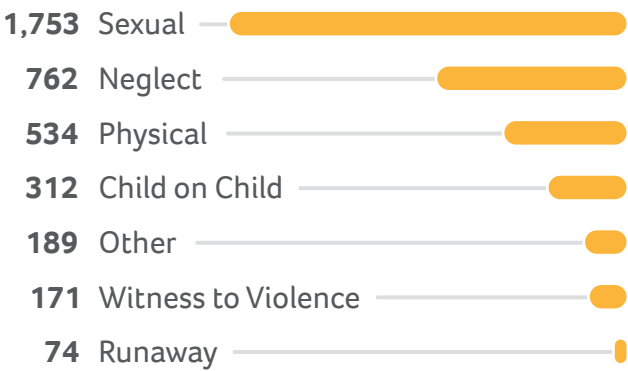 1,753 Sexual
762 Neglect
534 Physical
312 Child on Child
189 Other
171 Witness to Violence
74 Runaway